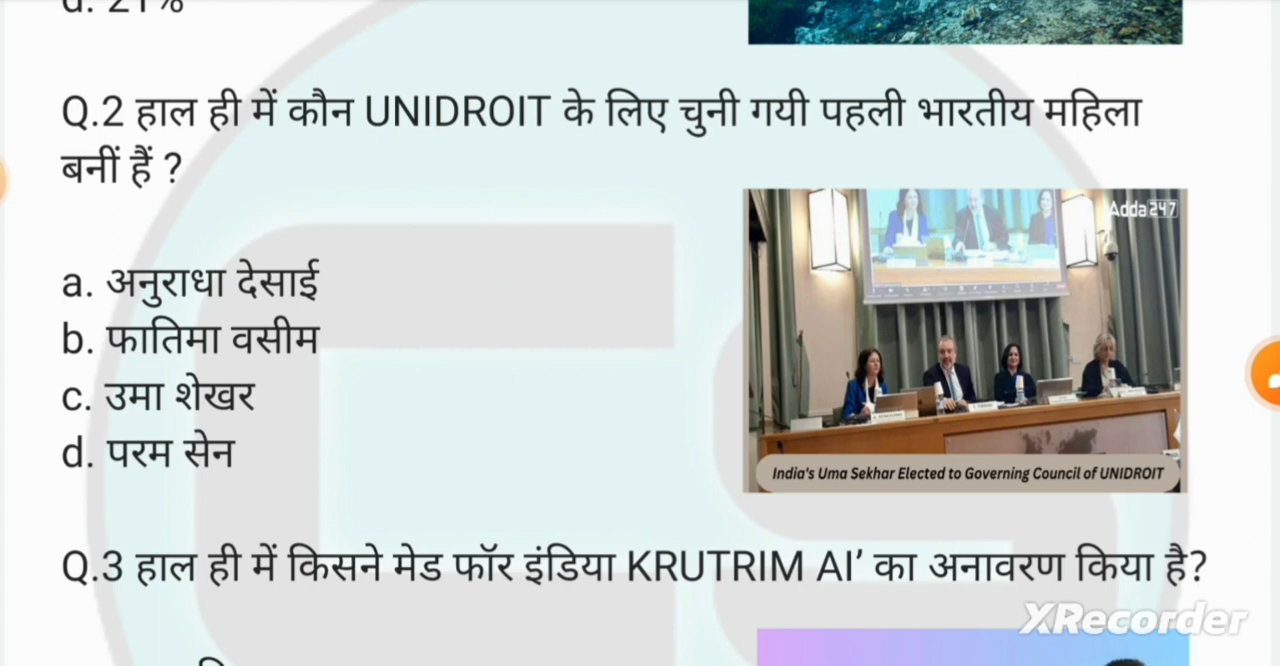 d. 21%
Q.2 हाल ही में कौन UNIDROIT के लिए चुनी गयी पहली भारतीय महिला
बनीं हैं ?
Adda247
a. अनुराधा देसाई
b. फातिमा वसीम
c. उमा शेखर
d. परम सेन
India's Uma Sekhar Elected to Governing Council of UNIDROIT
Q.3 हाल ही में किसने मेड फॉर इंडिया KRUTRIM AI’ का अनावरण किया है?
XRecorder